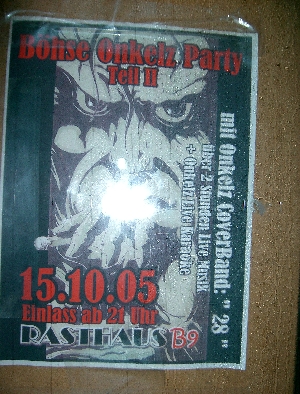 Böhse Onkelz Party
Teil II
mit Onkelz CoverBand: "28"
über 2 Stunden Live Musik
+ Onkelz Live Karaoke
15.10.05
Einlass ab 21 Uhr
RASTHAUS B9